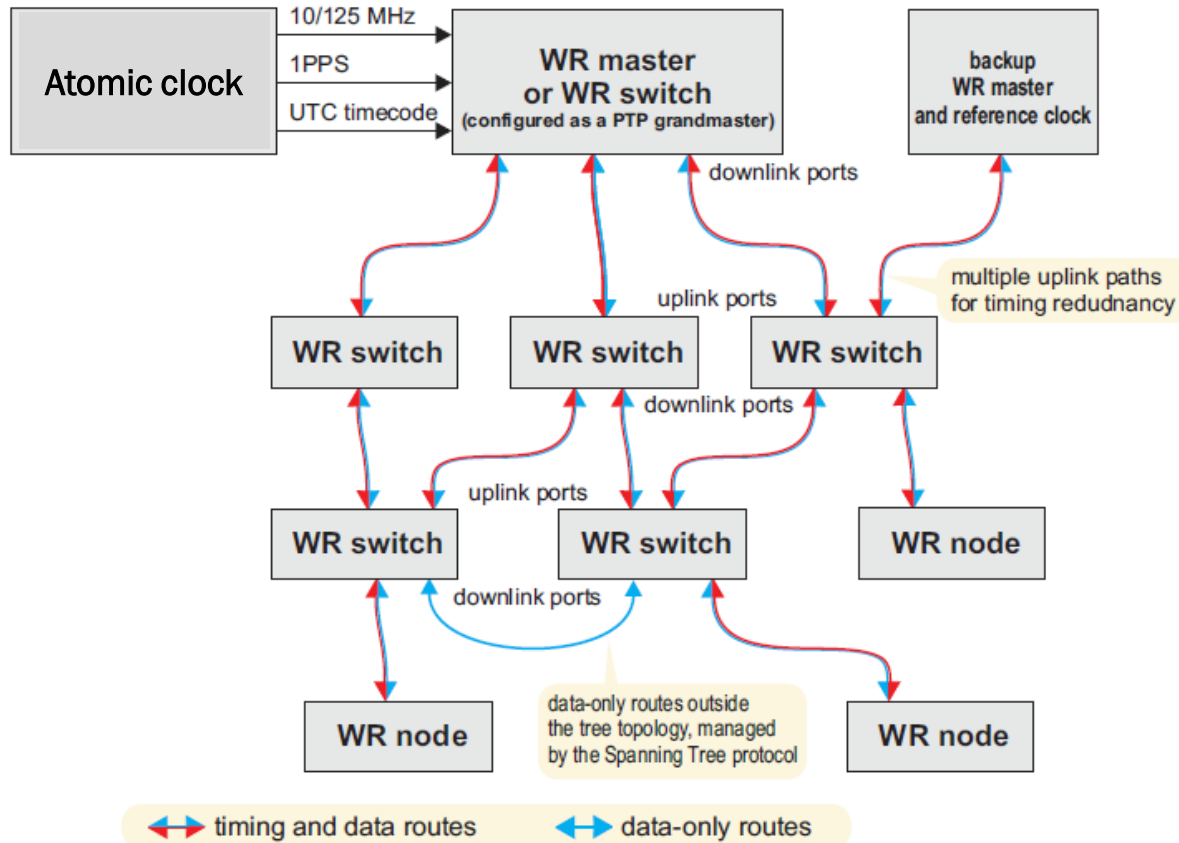 Atomic clock
10/125 MHz
1PPS
UTC timecode
WR master
or WR switch
(configured as a PTP grandmaster)
backup
WR master
and reference clock
downlink ports
multiple uplink paths
for timing redudnancy
uplink ports
WR switch
WR switch
WR switch
downlink ports
uplink ports
WR switch
WR switch
WR node
downlink ports
data-only routes outside
the tree topology, managed
by the Spanning Tree protocol
WR node
WR node
timing and data routes
data-only routes